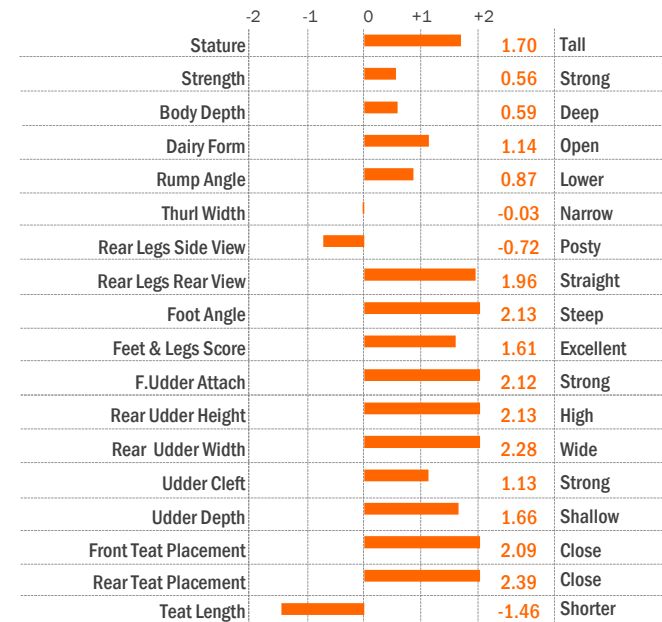 -2 -1 0 +1 +2
Stature 1.70 Tall
Strength 0.56 Strong
Body Depth 0.59 Deep
Dairy Form 1.14 Open
Rump Angle 0.87 Lower
Thurl Width -0.03 Narrow
Rear Legs Side View -0.72 Posty
Rear Legs Rear View 1.96 Straight
Foot Angle 2.13 Steep
Feet & Legs Score 1.61 Excellent
F.Udder Attach 2.12 Strong
Rear Udder Height 2.13 High
Rear Udder Width 2.28 Wide
Udder Cleft 1.13 Strong
Udder Depth 1.66 Shallow
Front Teat Placement 2.09 Close
Rear Teat Placement 2.39 Close
Teat Length -1.46 Shorter